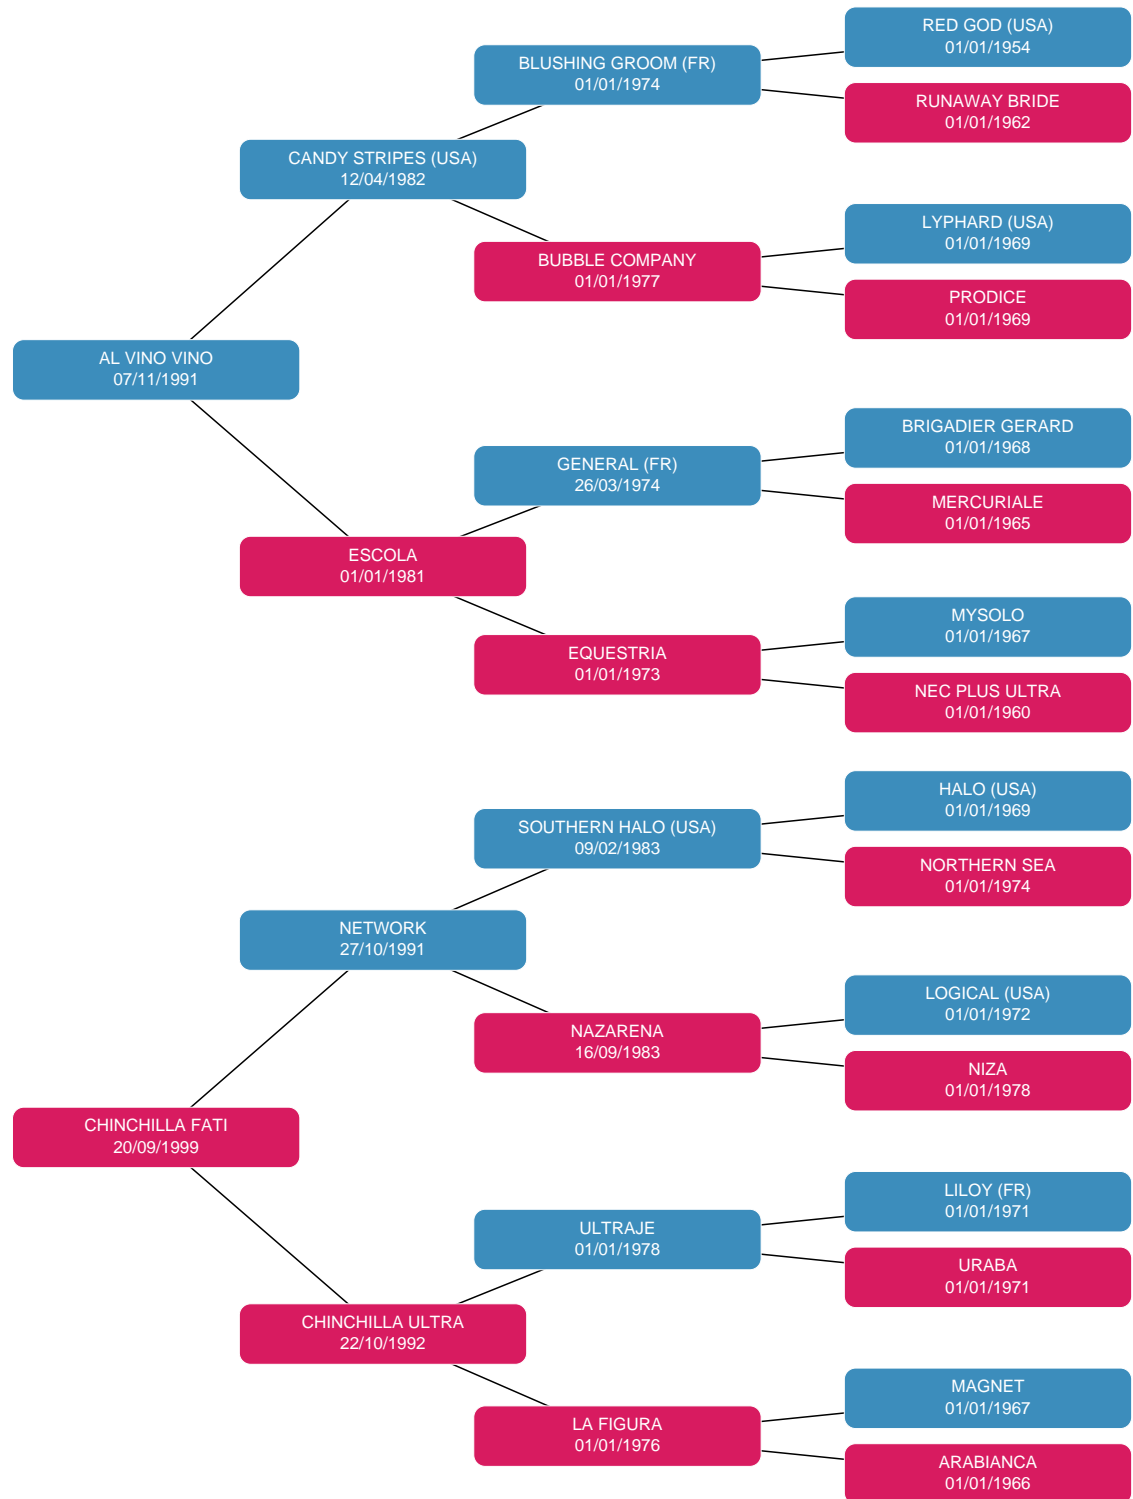 RED GOD (USA)
01/01/1954
BLUSHING GROOM (FR)
01/01/1974
RUNAWAY BRIDE
01/01/1962
CANDY STRIPES (USA)
12/04/1982
LYPHARD (USA)
01/01/1969
BUBBLE COMPANY
01/01/1977
PRODICE
01/01/1969
AL VINO VINO
07/11/1991
BRIGADIER GERARD
01/01/1968
GENERAL (FR)
26/03/1974
MERCURIALE
01/01/1965
ESCOLA
01/01/1981
MYSOLO
01/01/1967
EQUESTRIA
01/01/1973
NEC PLUS ULTRA
01/01/1960
HALO (USA)
01/01/1969
SOUTHERN HALO (USA)
09/02/1983
NORTHERN SEA
01/01/1974
NETWORK
27/10/1991
LOGICAL (USA)
01/01/1972
NAZARENA
16/09/1983
NIZA
01/01/1978
CHINCHILLA FATI
20/09/1999
LILOY (FR)
01/01/1971
ULTRAJE
01/01/1978
URABA
01/01/1971
CHINCHILLA ULTRA
22/10/1992
MAGNET
01/01/1967
LA FIGURA
01/01/1976
ARABIANCA
01/01/1966